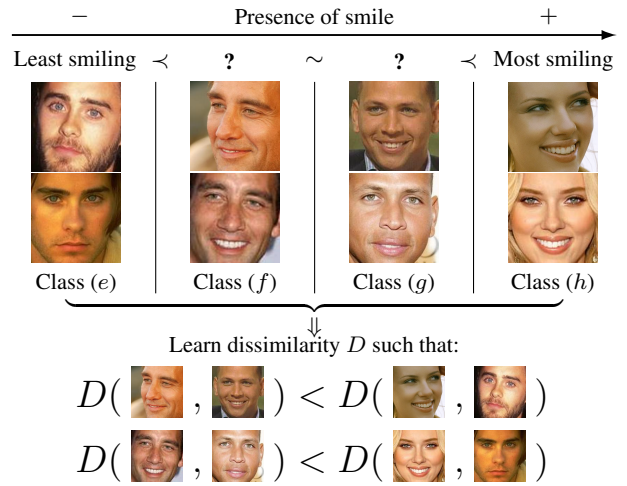 − Presence of smile +
Least smiling ≺ ? ∼ ? ≺ Most smiling
Class (e) Class (f) Class (g) Class (h)
⇓
Learn dissimilarity D such that:
D( , ) < D( , )
D( , ) < D( , )